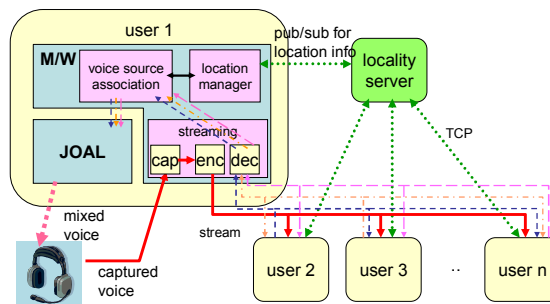 user 1
pub/sub for
location info
M/W
voice source
association
location
manager
locality
server
streaming
JOAL
cap
enc
dec
TCP
mixed
voice
stream
captured
voice
user 2
user 3
..
user n